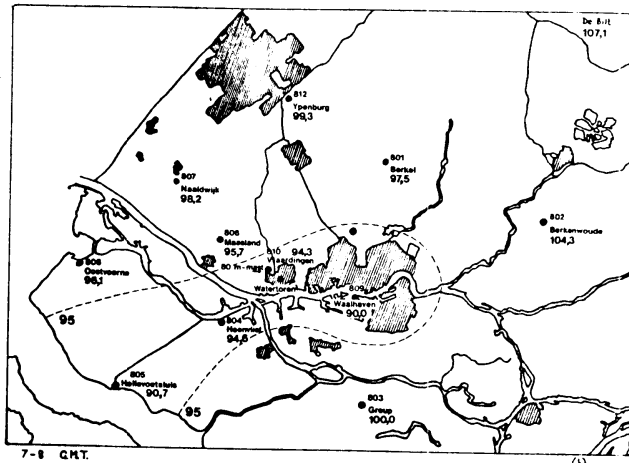 De Bilt
107,1
812
Ypenburg
99,3
801
Berkel
97,5
807
Naaldwijk
98,2
802
Berkenwoude
104,3
806
Maasland
95,7
810
94,3
Vlaardingen
80 m-mast
Watertoren
808
Oostvoorne
96,1
809
Waalhaven
90,0
95
804
Heenvliet
94,6
805
Hellevoetsluis
90,7
95
803
Group
100,0
7-8 G.M.T.